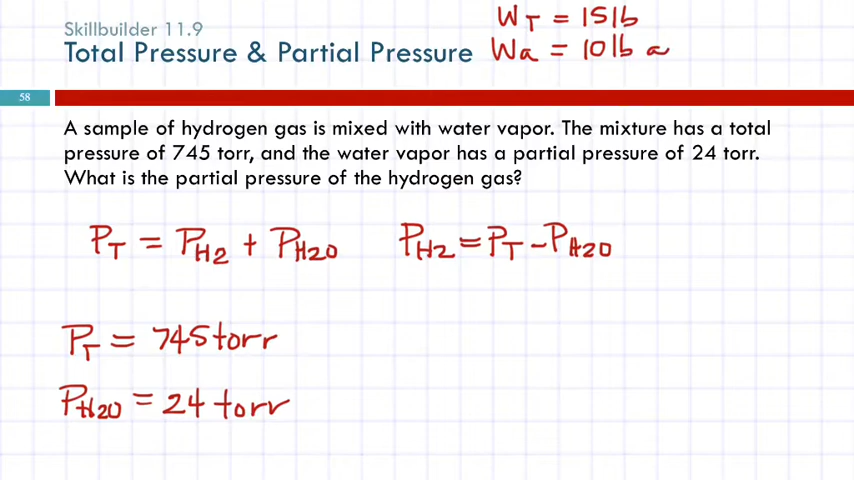 W_T = 15 lb
Skillbuilder 11.9
Total Pressure & Partial Pressure
Wa = 10 lb a
58
A sample of hydrogen gas is mixed with water vapor. The mixture has a total
pressure of 745 torr, and the water vapor has a partial pressure of 24 torr.
What is the partial pressure of the hydrogen gas?
P_T = P_H2 + P_H2O P_H2 = P_T - P_H2O
P_T = 745 torr
P_H2O = 24 torr